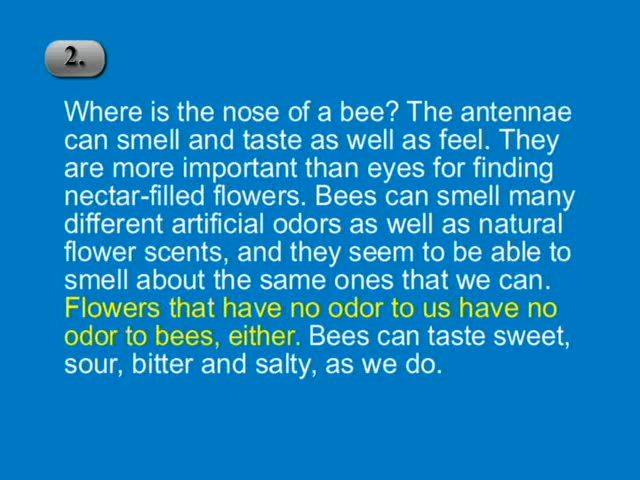 2.
Where is the nose of a bee? The antennae
can smell and taste as well as feel. They
are more important than eyes for finding
nectar-filled flowers. Bees can smell many
different artificial odors as well as natural
flower scents, and they seem to be able to
smell about the same ones that we can.
Flowers that have no odor to us have no
odor to bees, either. Bees can taste sweet,
sour, bitter and salty, as we do.